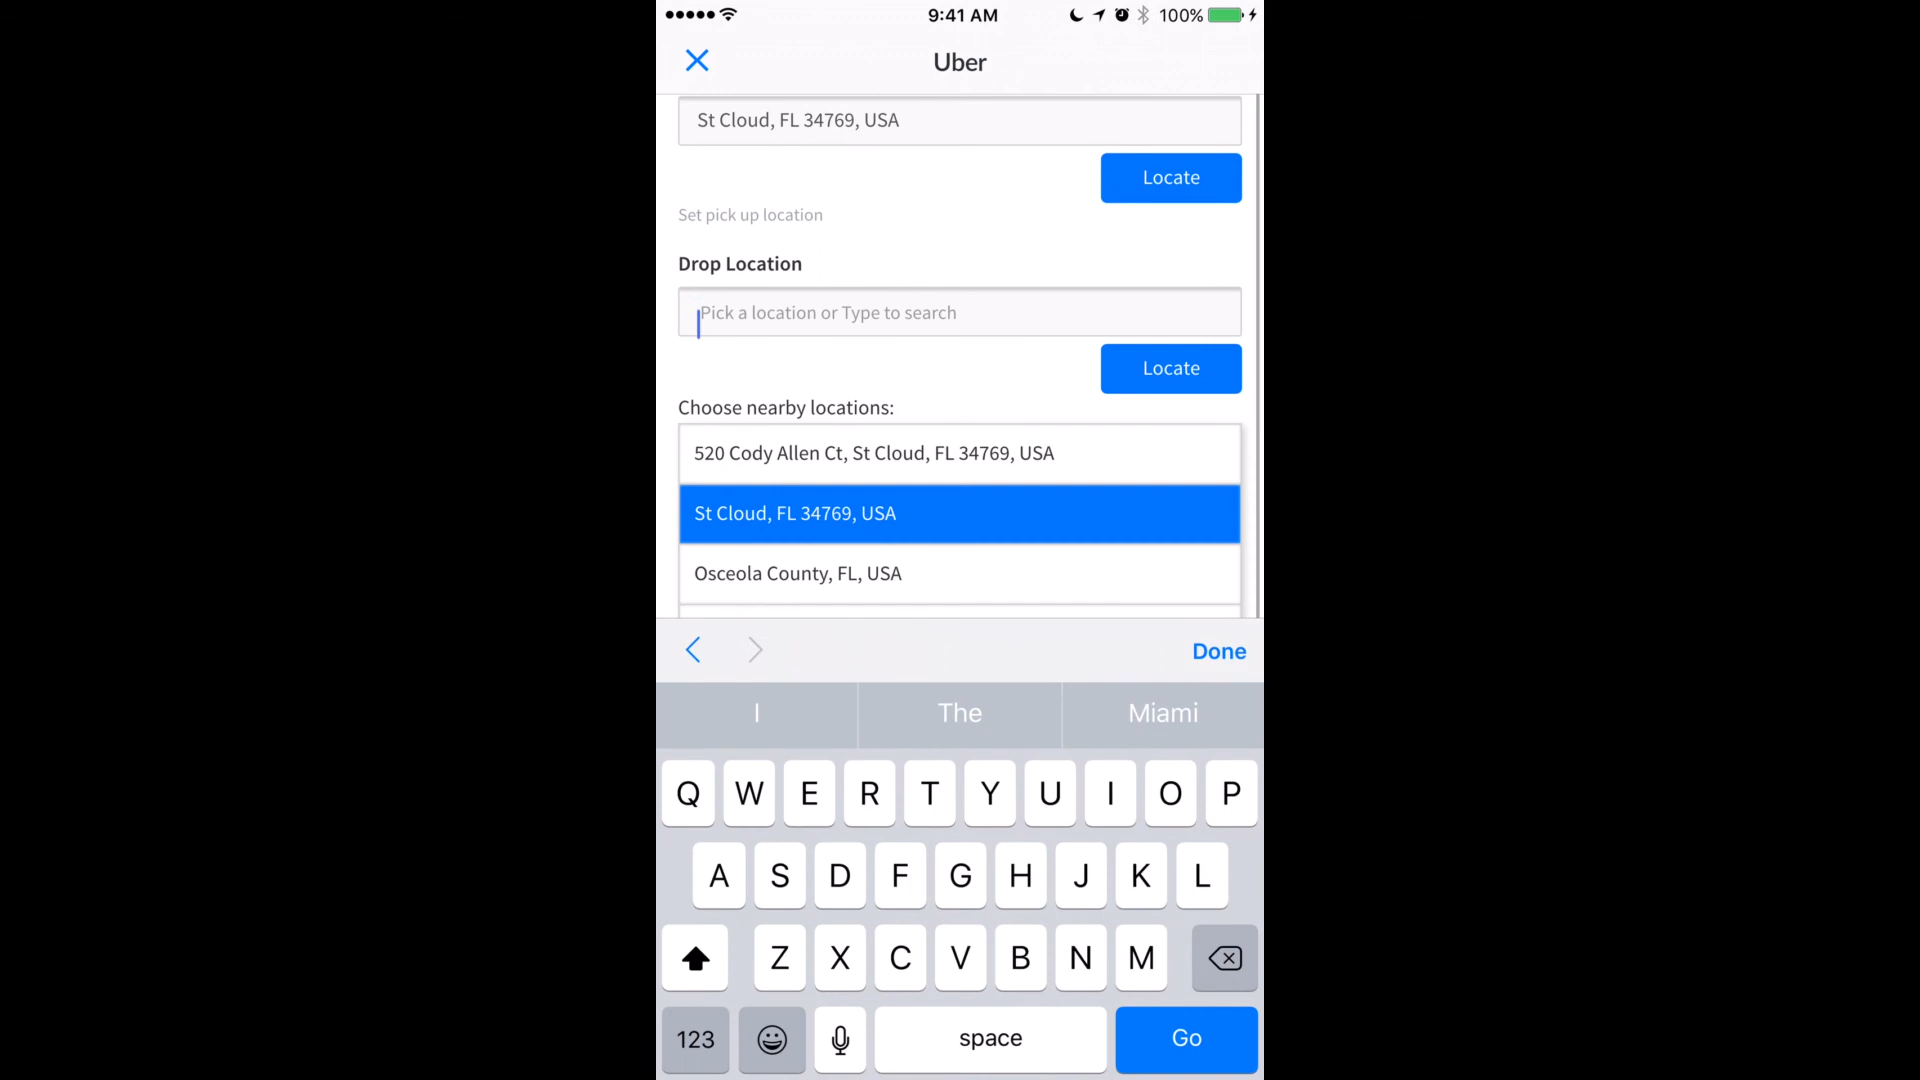 9:41 AM 100%
Uber
St Cloud, FL 34769, USA
Locate
Set pick up location
Drop Location
Pick a location or Type to search
Locate
Choose nearby locations:
520 Cody Allen Ct, St Cloud, FL 34769, USA
St Cloud, FL 34769, USA
Osceola County, FL, USA
Done
I The Miami
Q W E R T Y U I O P
A S D F G H J K L
Z X C V B N M
123 space Go